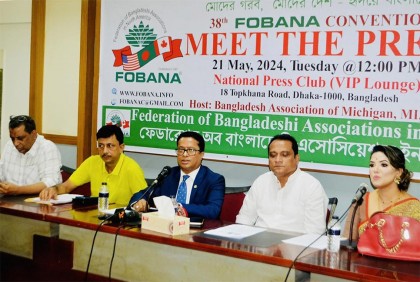 মোদের গরব, মোদের দেশ -
38th FOBANA CONVENTI
MEET THE PRE
21 May, 2024, Tuesday @ 12:00 PM
National Press Club (VIP Lounge)
18 Topkhana Road, Dhaka-1000, Bangladesh
Host: Bangladesh Association of Michigan, MI
FOBANA
WWW.FOBANA.INFO
FOBANAC@GMAIL.COM
Federation of Bangladeshi Associations in
ফেডারেশন অব বাংলাদেশ এসোসিয়েশন ইন